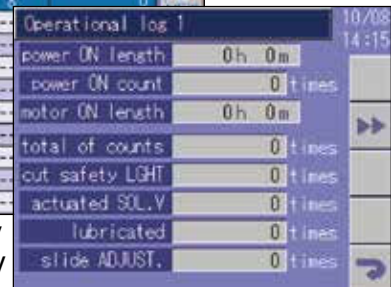 Operational log 1
10/08
14:15
power ON length 0h 0m
power ON count 0 times
motor ON length 0h 0m
total of counts 0 times
cut safety LGHT 0 times
actuated SOL.V 0 times
lubricated 0 times
slide ADJUST. 0 times